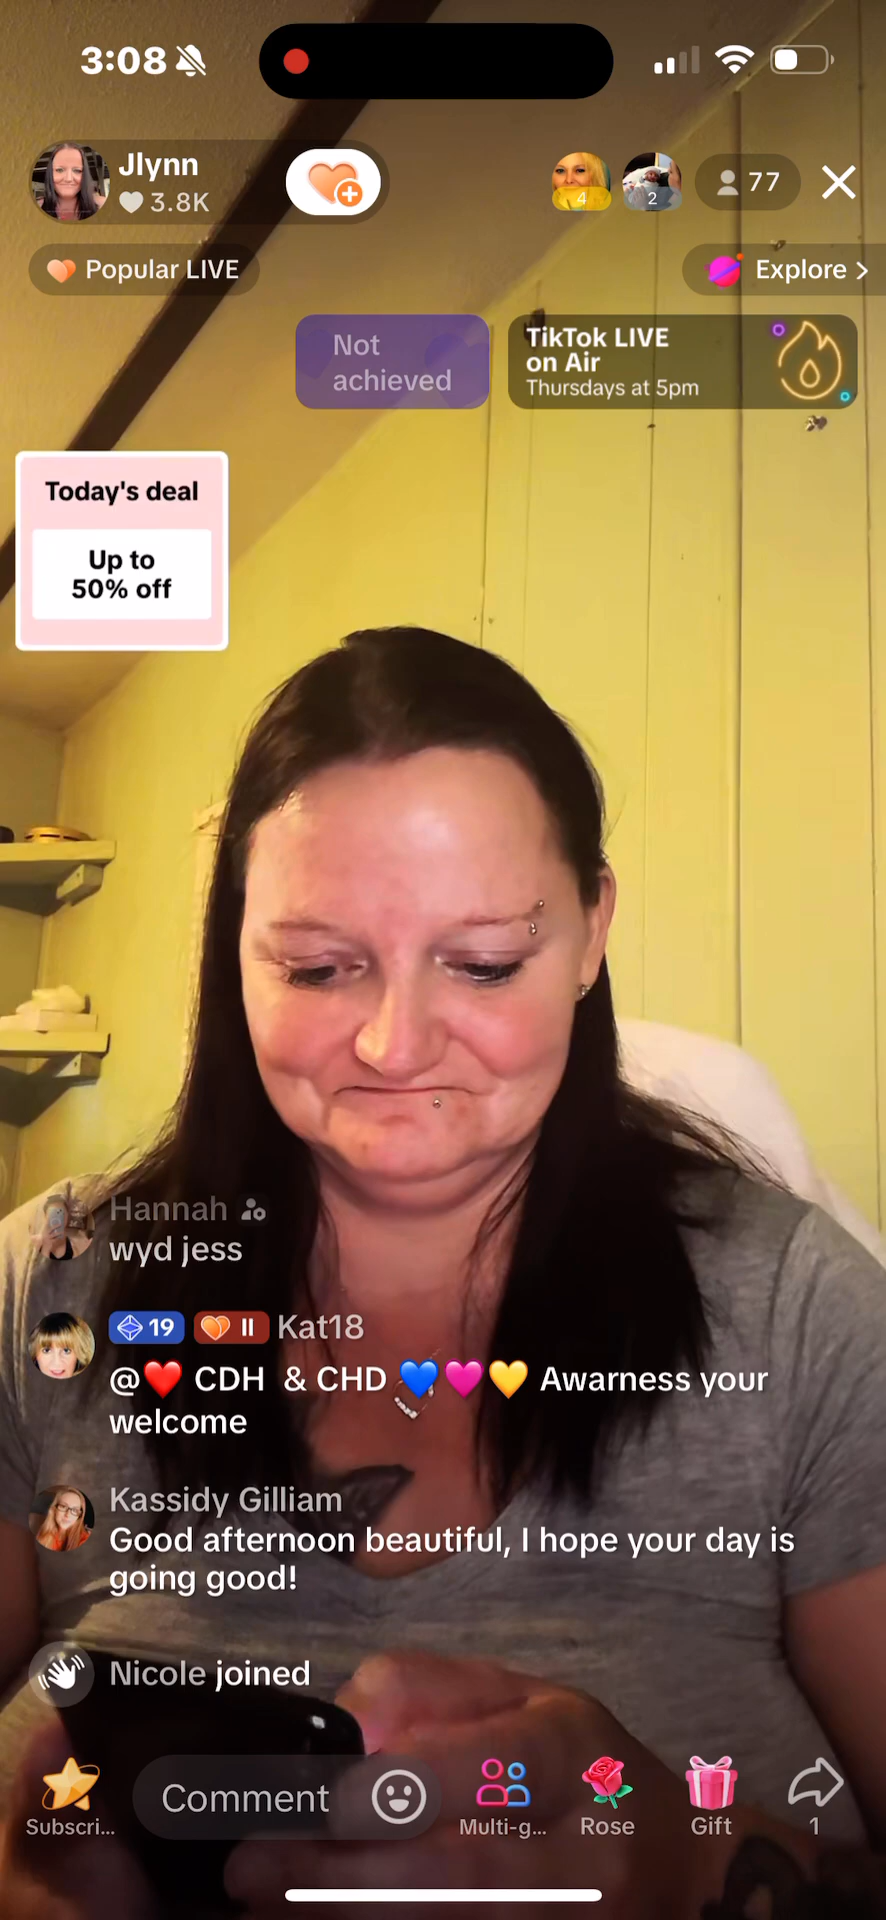 3:08
Jlynn
3.8K
4
2
77
Popular LIVE
Explore >
Not
achieved
TikTok LIVE
on Air
Thursdays at 5pm
Today's deal
Up to
50% off
Hannah
wyd jess
19
II
Kat18
@❤️ CDH & CHD 💙🩷💛 Awarness your
welcome
Kassidy Gilliam
Good afternoon beautiful, I hope your day is
going good!
Nicole joined
Subscri...
Comment
Multi-g...
Rose
Gift
1